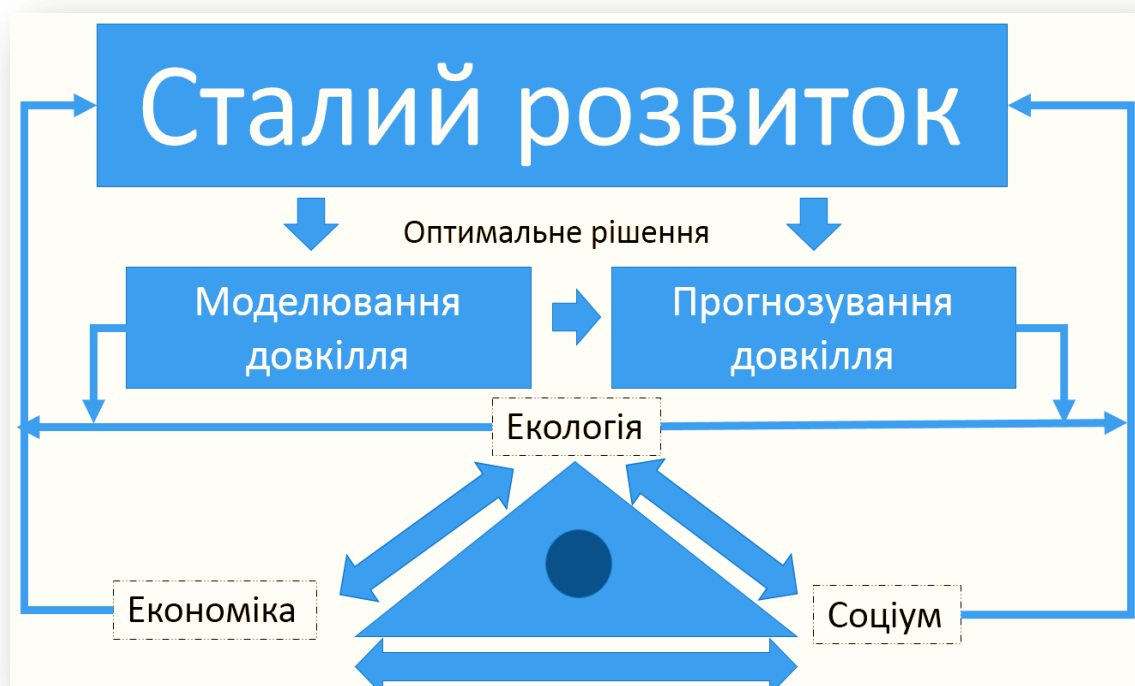 Сталий розвиток
Оптимальне рішення
Моделювання
довкілля
Прогнозування
довкілля
Екологія
Економіка
Соціум